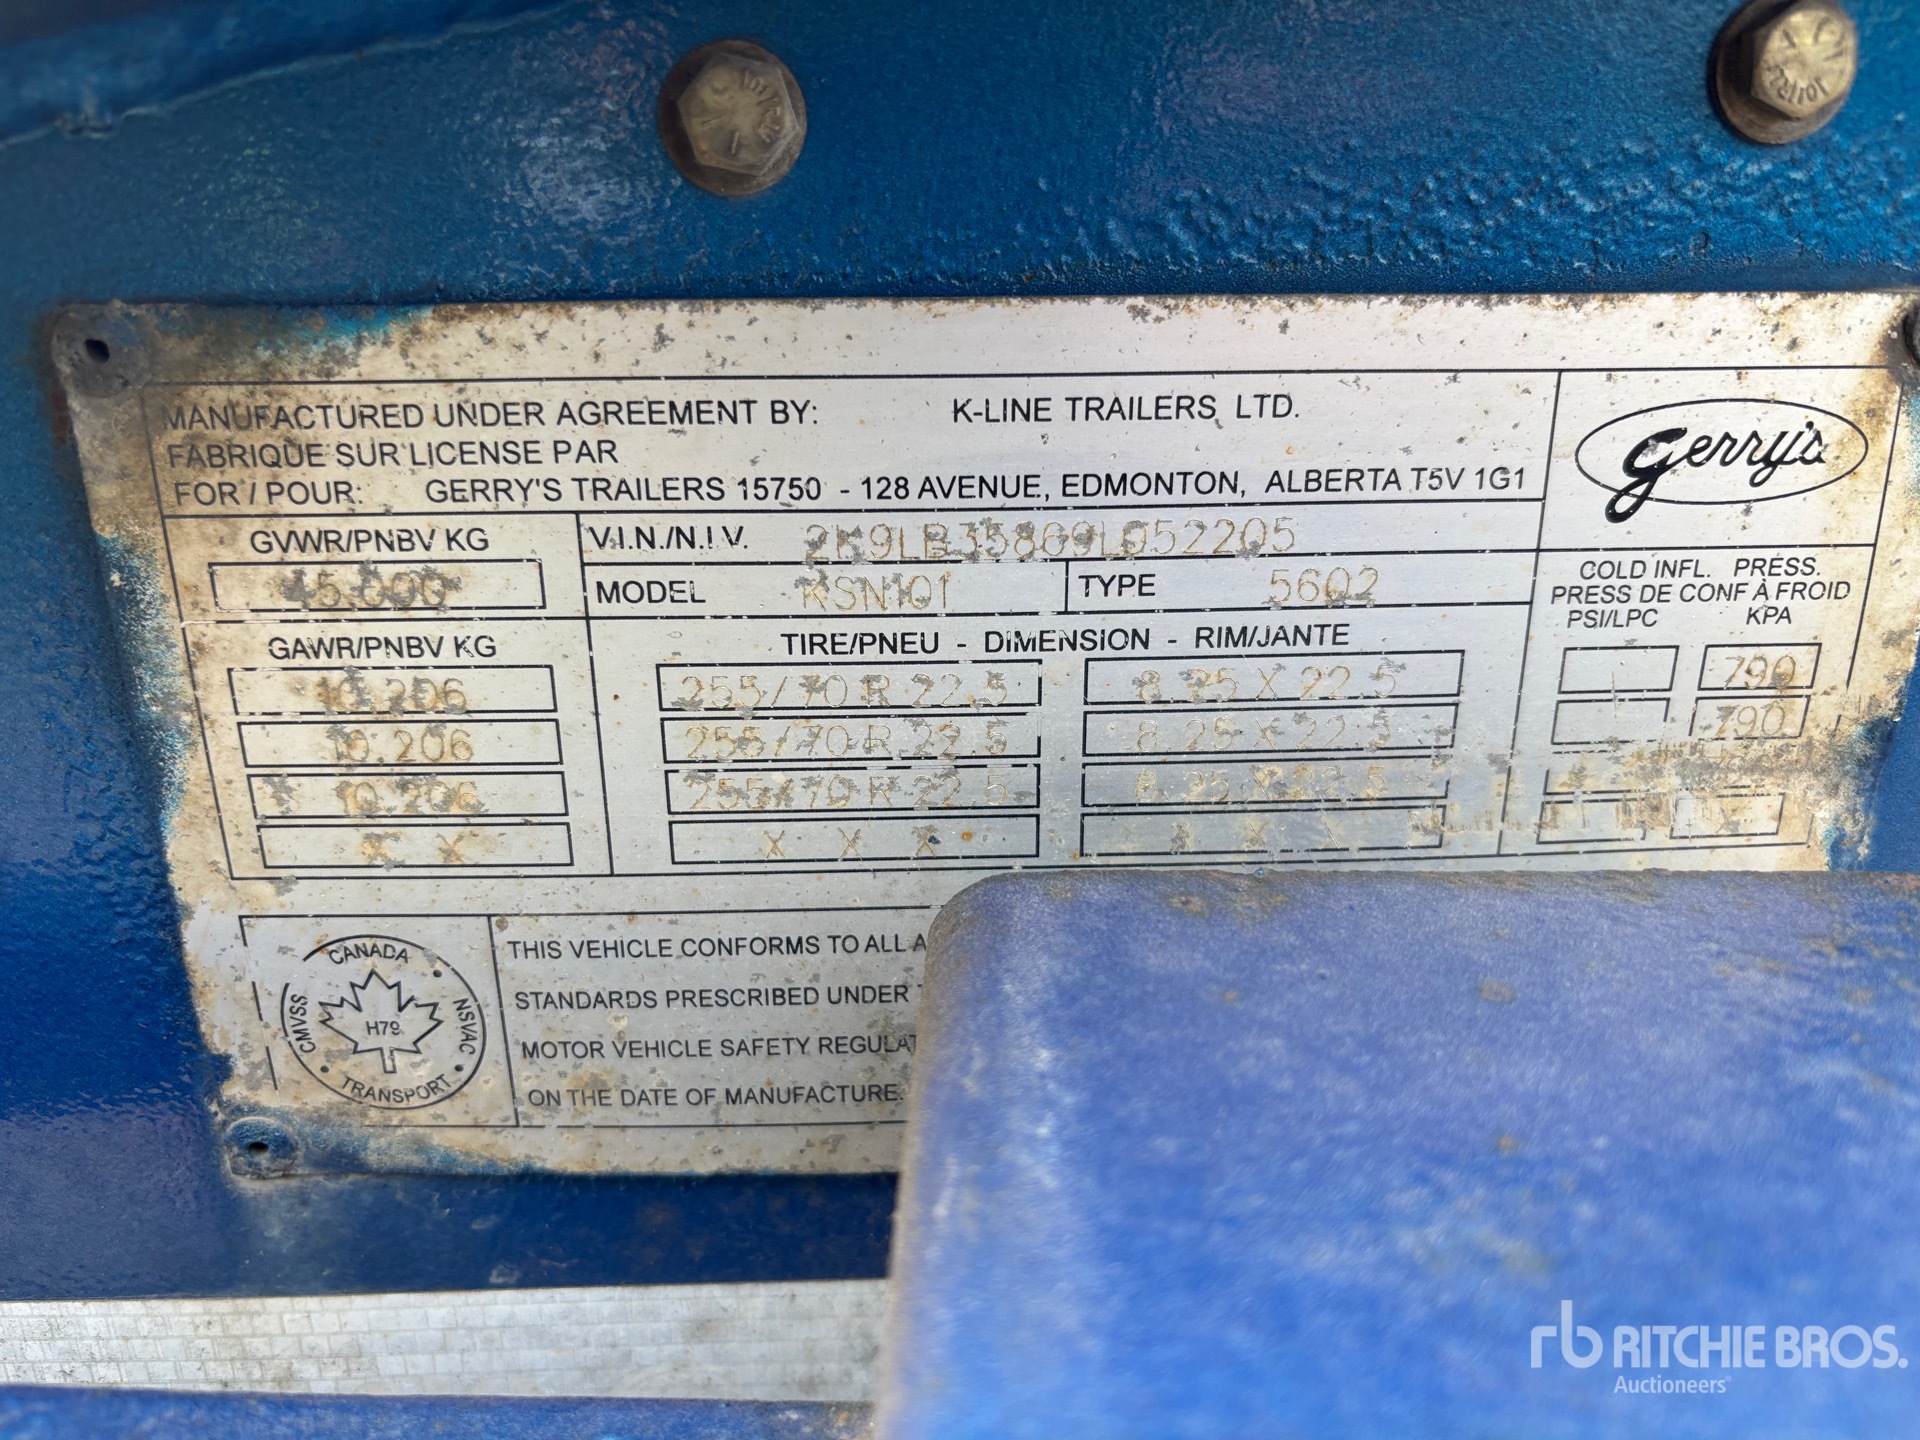 MANUFACTURED UNDER AGREEMENT BY: K-LINE TRAILERS LTD.
FABRIQUE SUR LICENSE PAR
FOR / POUR: GERRY'S TRAILERS 15750 - 128 AVENUE, EDMONTON, ALBERTA T5V 1G1
Gerry's
GVWR/PNBV KG
45.000
V.I.N./N.I.V. 2K9LB35869L052205
MODEL KSN101 TYPE 5602
COLD INFL. PRESS.
PRESS DE CONF À FROID
PSI/LPC KPA
GAWR/PNBV KG TIRE/PNEU - DIMENSION - RIM/JANTE
10.206 255/70 R 22.5 8.25 X 22.5 790
10.206 255/70 R 22.5 8.25 X 22.5 790
10.206 255/70 R 22.5 8.25 X 22.5
X X X X X X X X X
CANADA
CMVSS
NSVAC
H79
TRANSPORT
THIS VEHICLE CONFORMS TO ALL A
STANDARDS PRESCRIBED UNDER
MOTOR VEHICLE SAFETY REGULAT
ON THE DATE OF MANUFACTURE.
rb RITCHIE BROS.
Auctioneers